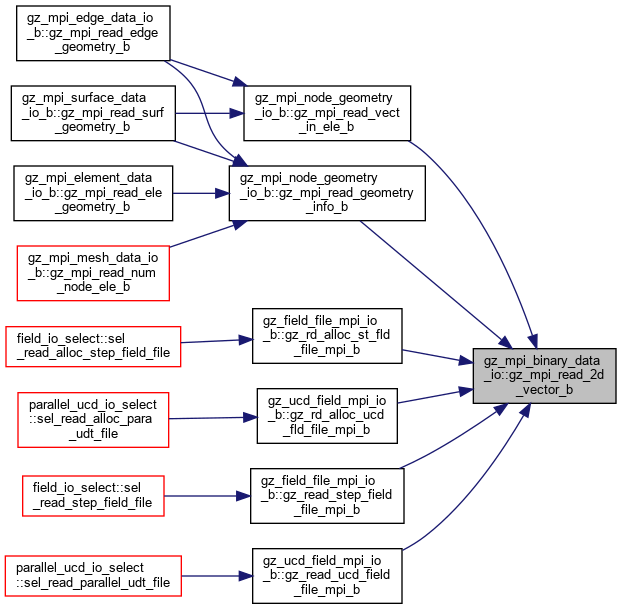 gz_mpi_edge_data_io
_b::gz_mpi_read_edge
_geometry_b
gz_mpi_surface_data
_io_b::gz_mpi_read_surf
_geometry_b
gz_mpi_element_data
_io_b::gz_mpi_read_ele
_geometry_b
gz_mpi_mesh_data_io
_b::gz_mpi_read_num
_node_ele_b
field_io_select::sel
_read_alloc_step_field_file
parallel_ucd_io_select
::sel_read_alloc_para
_udt_file
field_io_select::sel
_read_step_field_file
parallel_ucd_io_select
::sel_read_parallel_udt_file
gz_mpi_node_geometry
_io_b::gz_mpi_read_vect
_in_ele_b
gz_mpi_node_geometry
_io_b::gz_mpi_read_geometry
_info_b
gz_field_file_mpi_io
_b::gz_rd_alloc_st_fld
_file_mpi_b
gz_ucd_field_mpi_io
_b::gz_rd_alloc_ucd
_fld_file_mpi_b
gz_field_file_mpi_io
_b::gz_read_step_field
_file_mpi_b
gz_ucd_field_mpi_io
_b::gz_read_ucd_field
_file_mpi_b
gz_mpi_binary_data
_io::gz_mpi_read_2d
_vector_b